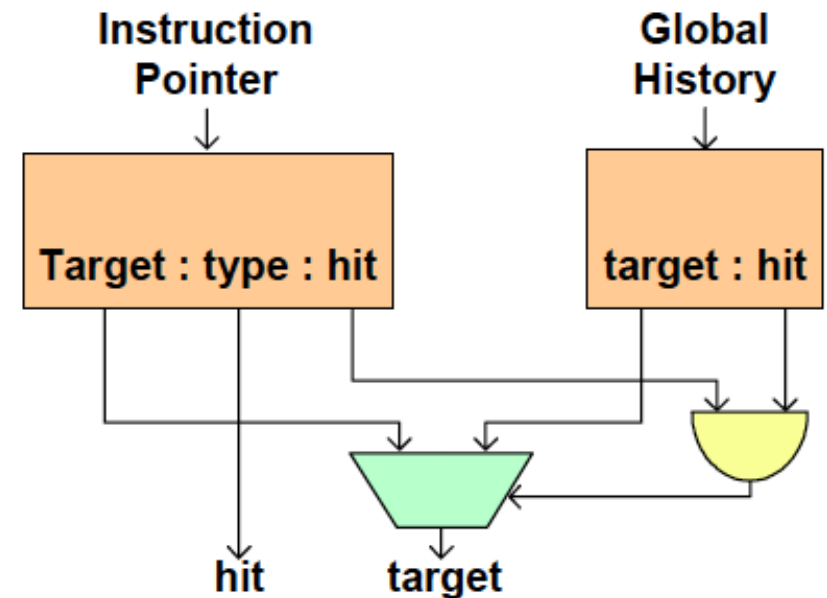 Instruction
Pointer
Global
History
Target : type : hit
target : hit
hit
target